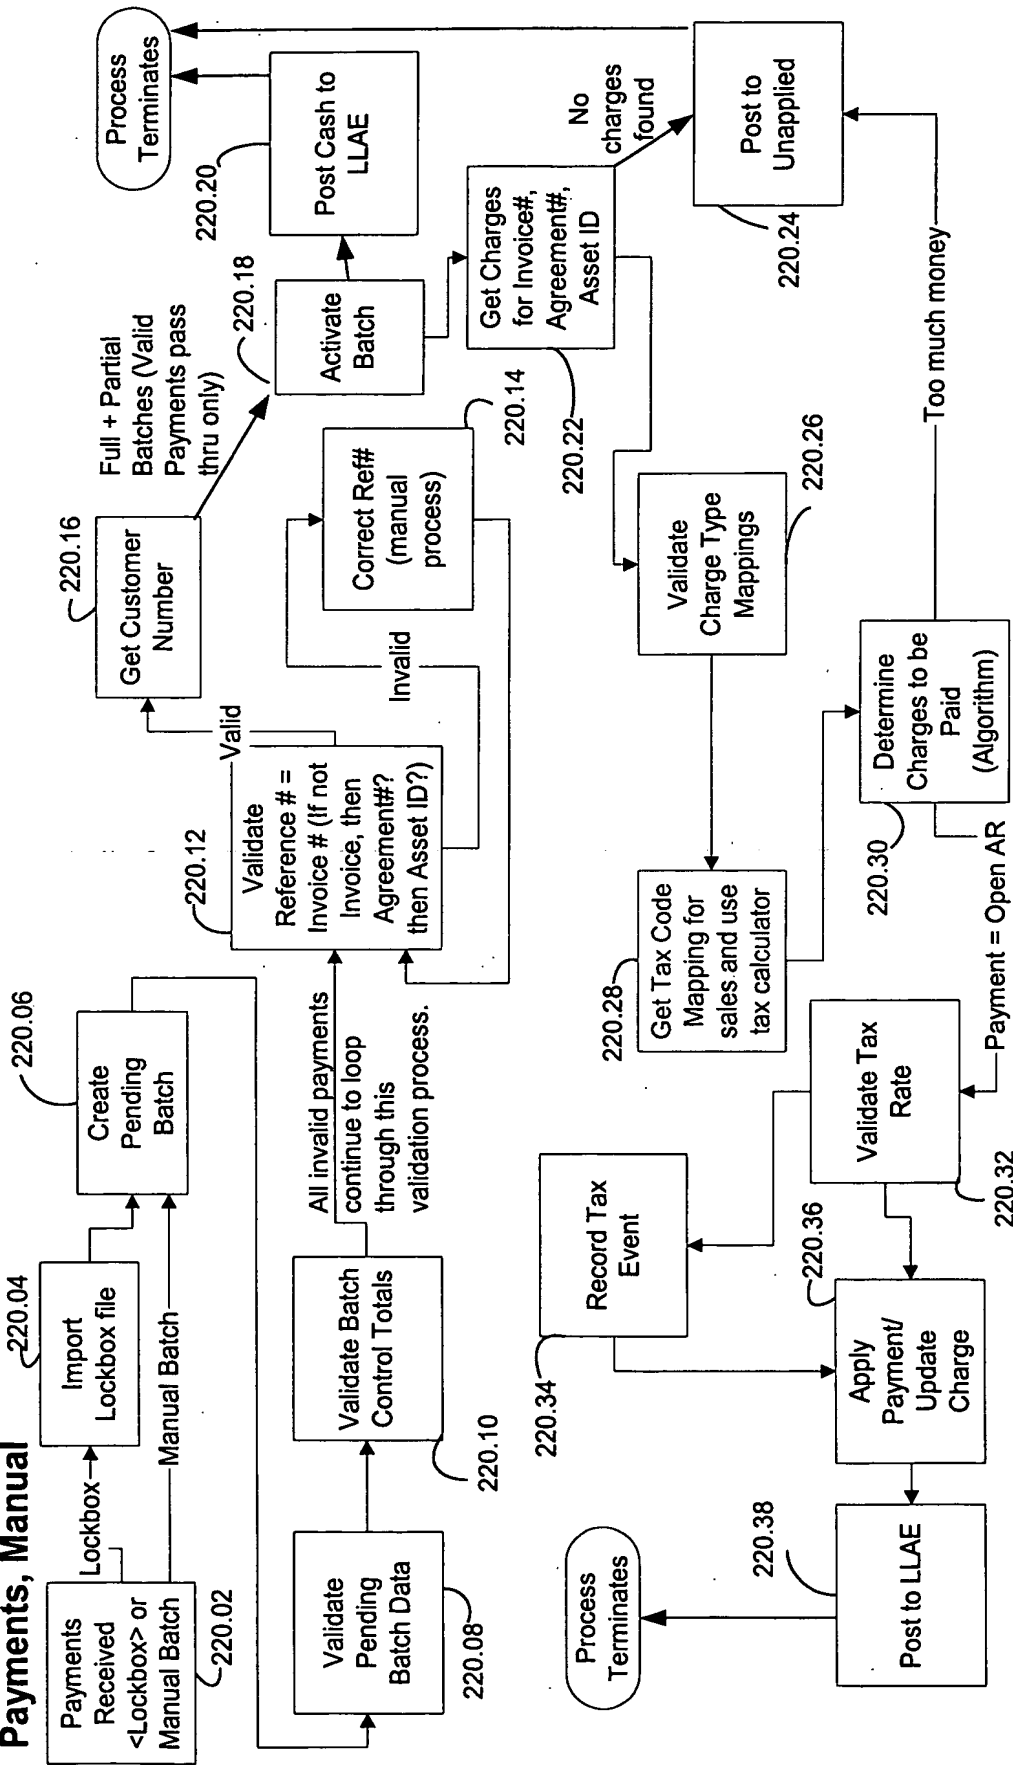 Payments, Manual
Payments
Received
<Lockbox> or
Manual Batch
220.02
Lockbox
Manual Batch
Import
Lockbox file
220.04
Create
Pending
Batch
220.06
Validate
Pending
Batch Data
220.08
Validate Batch
Control Totals
220.10
All invalid payments
continue to loop
through this
validation process.
Validate
Reference # =
Invoice # (If not
Invoice, then
Agreement#?
then Asset ID?)
220.12
Valid
Invalid
Correct Ref#
(manual
process)
220.14
Get Customer
Number
220.16
Full + Partial
Batches (Valid
Payments pass
thru only)
Activate
Batch
220.18
Post Cash to
LLAE
220.20
Process
Terminates
Get Charges
for Invoice#,
Agreement#,
Asset ID
220.22
No
charges
found
Post to
Unapplied
220.24
Validate
Charge Type
Mappings
220.26
Get Tax Code
Mapping for
sales and use
tax calculator
220.28
Determine
Charges to be
Paid
(Algorithm)
220.30
Too much money
Payment = Open AR
Validate Tax
Rate
220.32
Record Tax
Event
220.34
Apply
Payment/
Update
Charge
220.36
Post to LLAE
220.38
Process
Terminates